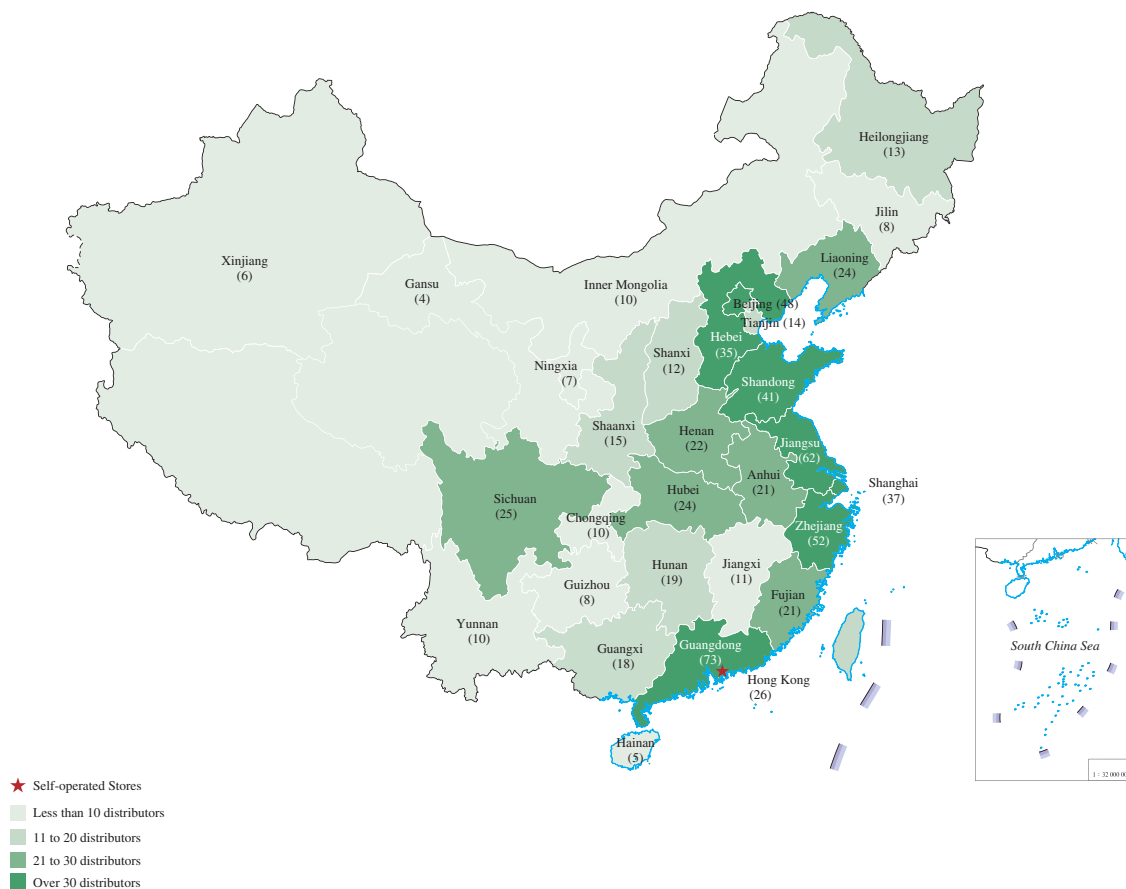 Heilongjiang
(13)
Jilin
(8)
Liaoning
(24)
Xinjiang
(6)
Gansu
(4)
Inner Mongolia
(10)
Beijing (48)
Tianjin (14)
Hebei
(35)
Shanxi
(12)
Ningxia
(7)
Shandong
(41)
Shaanxi
(15)
Henan
(22)
Jiangsu
(62)
Anhui
(21)
Shanghai
(37)
Sichuan
(25)
Hubei
(24)
Chongqing
(10)
Zhejiang
(52)
Hunan
(19)
Jiangxi
(11)
Guizhou
(8)
Fujian
(21)
Yunnan
(10)
Guangxi
(18)
Guangdong
(73)
Hong Kong
(26)
Hainan
(5)
South China Sea
1 : 32 000 00
Self-operated Stores
Less than 10 distributors
11 to 20 distributors
21 to 30 distributors
Over 30 distributors